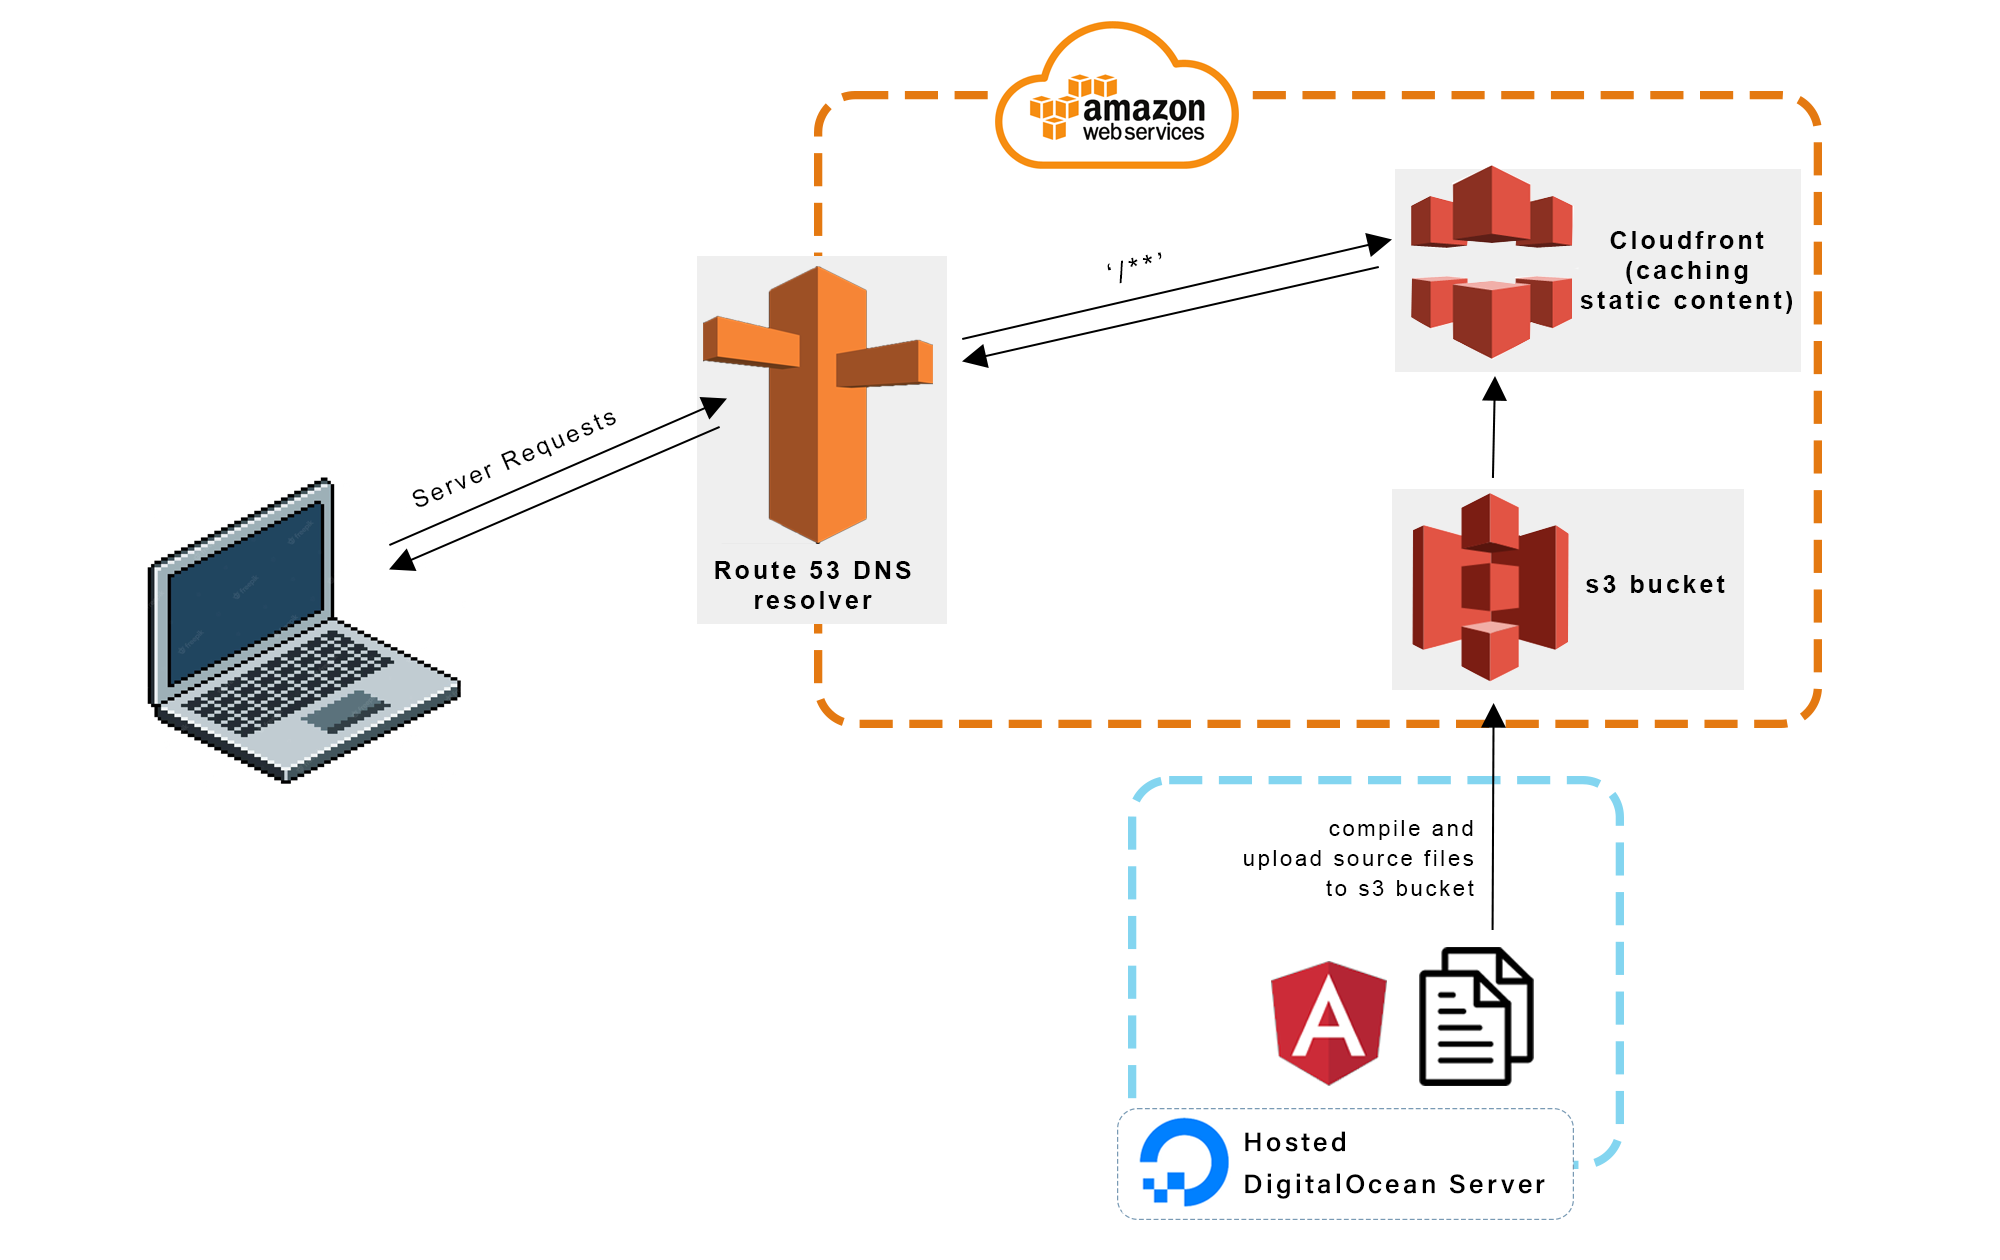 amazon
web services
Cloudfront
(caching
static content)
‘/**’
Server Requests
Route 53 DNS
resolver
s3 bucket
compile and
upload source files
to s3 bucket
Hosted
DigitalOcean Server